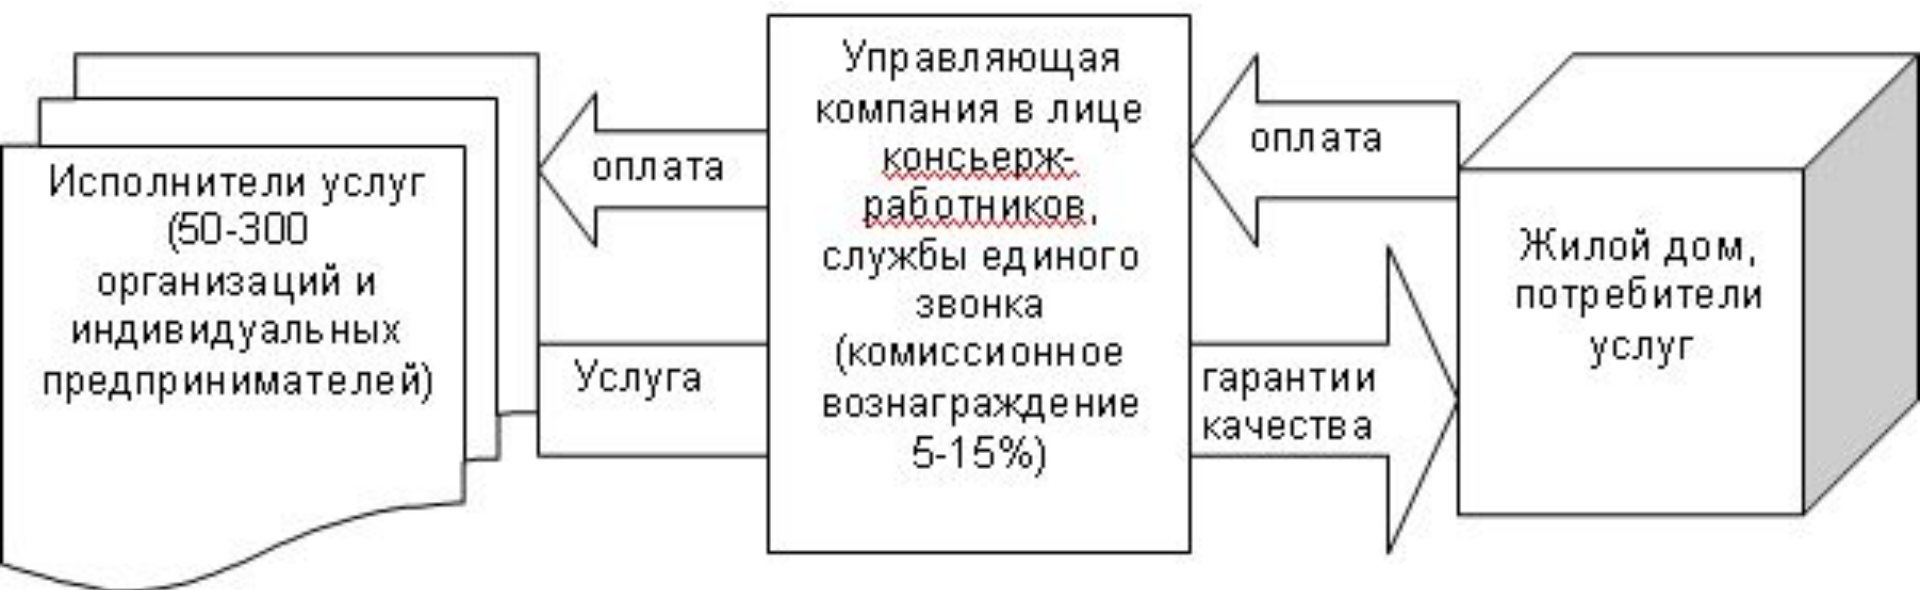 Исполнители услуг
(50-300
организаций и
индивидуальных
предпринимателей)
оплата
Услуга
Управляющая
компания в лице
консьерж-
работников,
службы единого
звонка
(комиссионное
вознаграждение
5-15%)
оплата
гарантии
качества
Жилой дом,
потребители
услуг